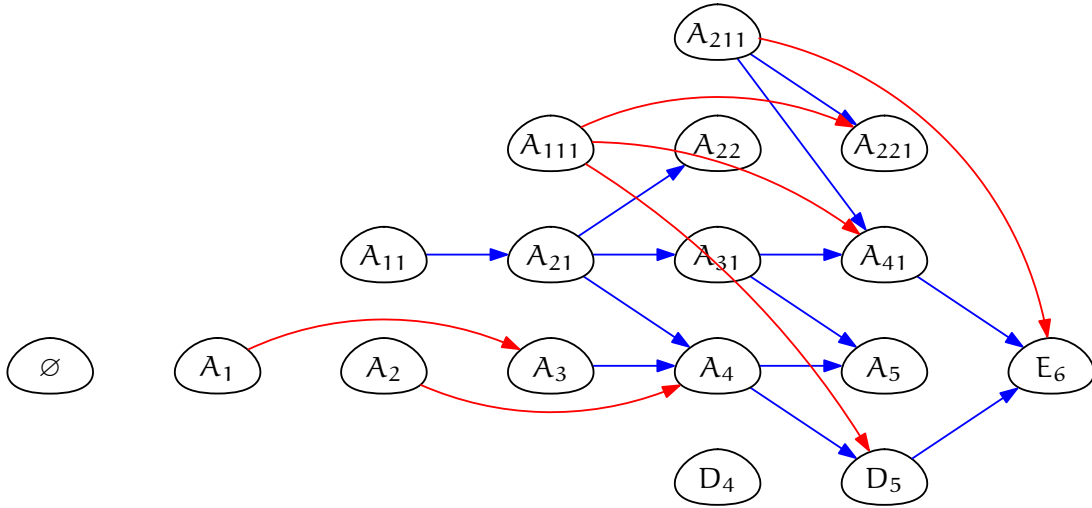 A₂₁₁
A₁₁₁ A₂₂ A₂₂₁
A₁₁ A₂₁ A₃₁ A₄₁
∅ A₁ A₂ A₃ A₄ A₅ E₆
D₄ D₅